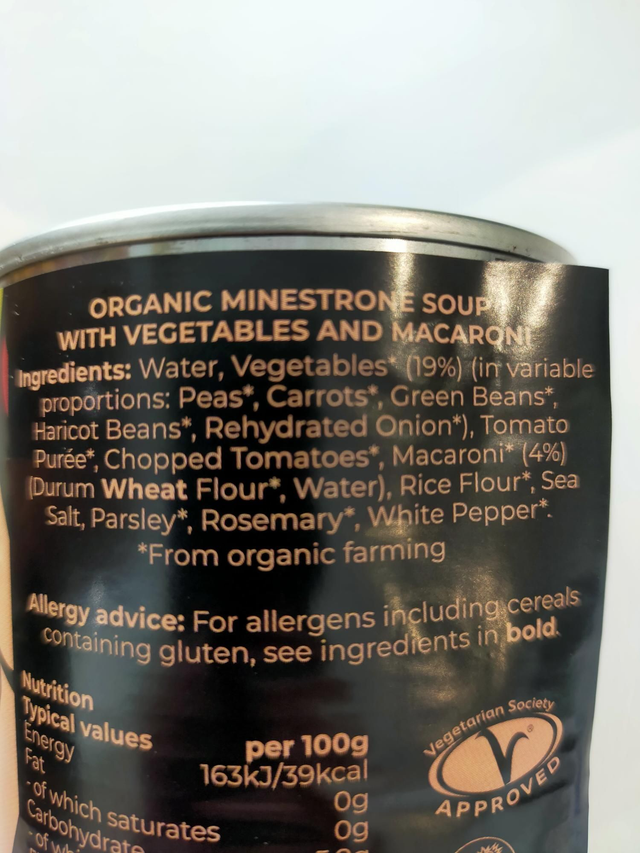 ORGANIC MINESTRONE SOUP
WITH VEGETABLES AND MACARONI
Ingredients: Water, Vegetables* (19%) (in variable
proportions: Peas*, Carrots*, Green Beans*,
Haricot Beans*, Rehydrated Onion*), Tomato
Purée*, Chopped Tomatoes*, Macaroni* (4%)
(Durum Wheat Flour*, Water), Rice Flour*, Sea
Salt, Parsley*, Rosemary*, White Pepper*.
*From organic farming
Allergy advice: For allergens including cereals
containing gluten, see ingredients in bold.
Nutrition
Typical values per 100g
Energy 163kJ/39kcal
Fat 0g
- of which saturates 0g
Carbohydrate
- of
Vegetarian Society
APPROVED